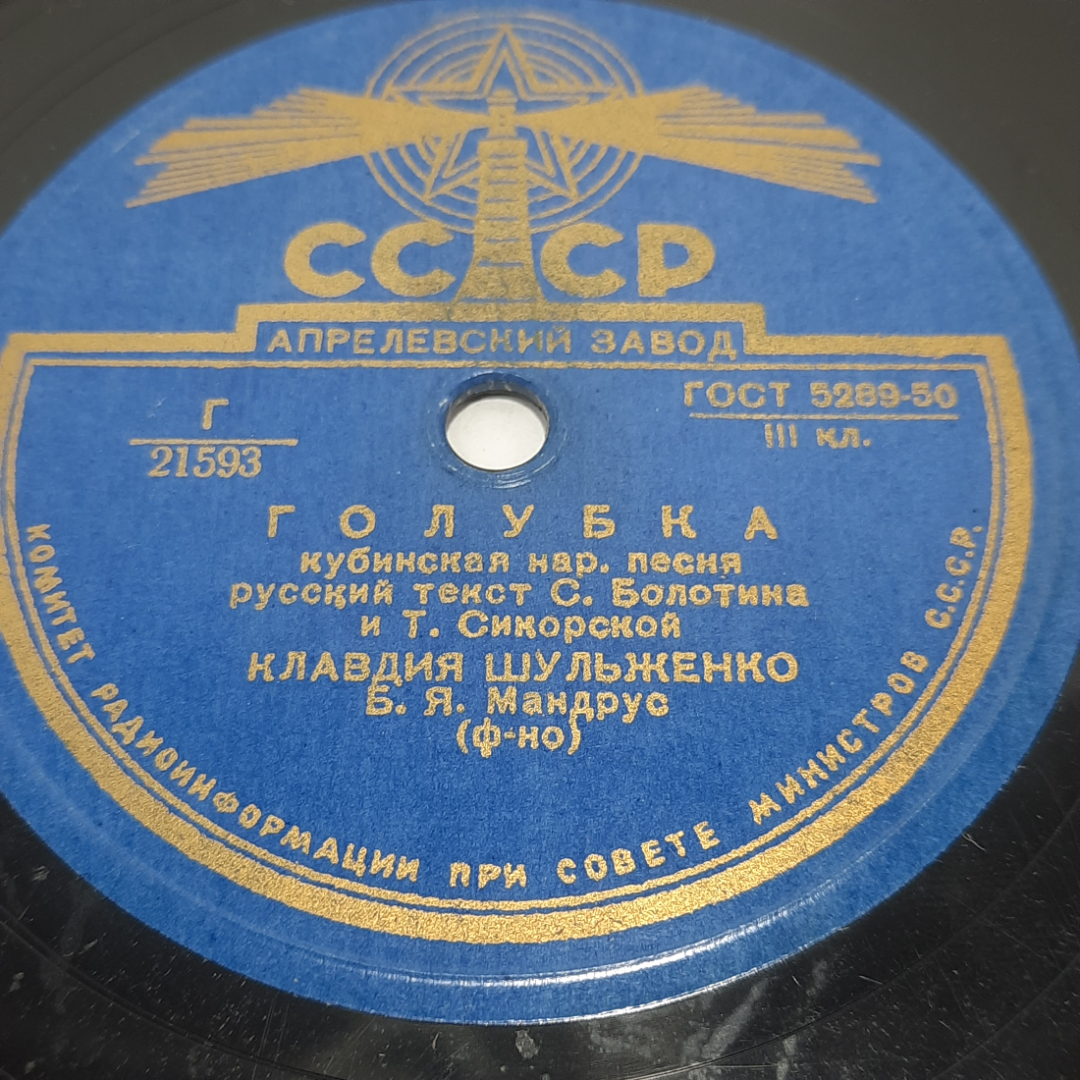 СССР
АПРЕЛЕВСКИЙ ЗАВОД
Г
21593
ГОСТ 5289-50
III кл.
ГОЛУБКА
кубинская нар. песня
русский текст С. Болотина
и Т. Сикорской
КЛАВДИЯ ШУЛЬЖЕНКО
Б. Я. Мандрус
(ф-но)
КОМИТЕТ РАДИОИНФОРМАЦИИ ПРИ СОВЕТЕ МИНИСТРОВ С.С.С.Р.